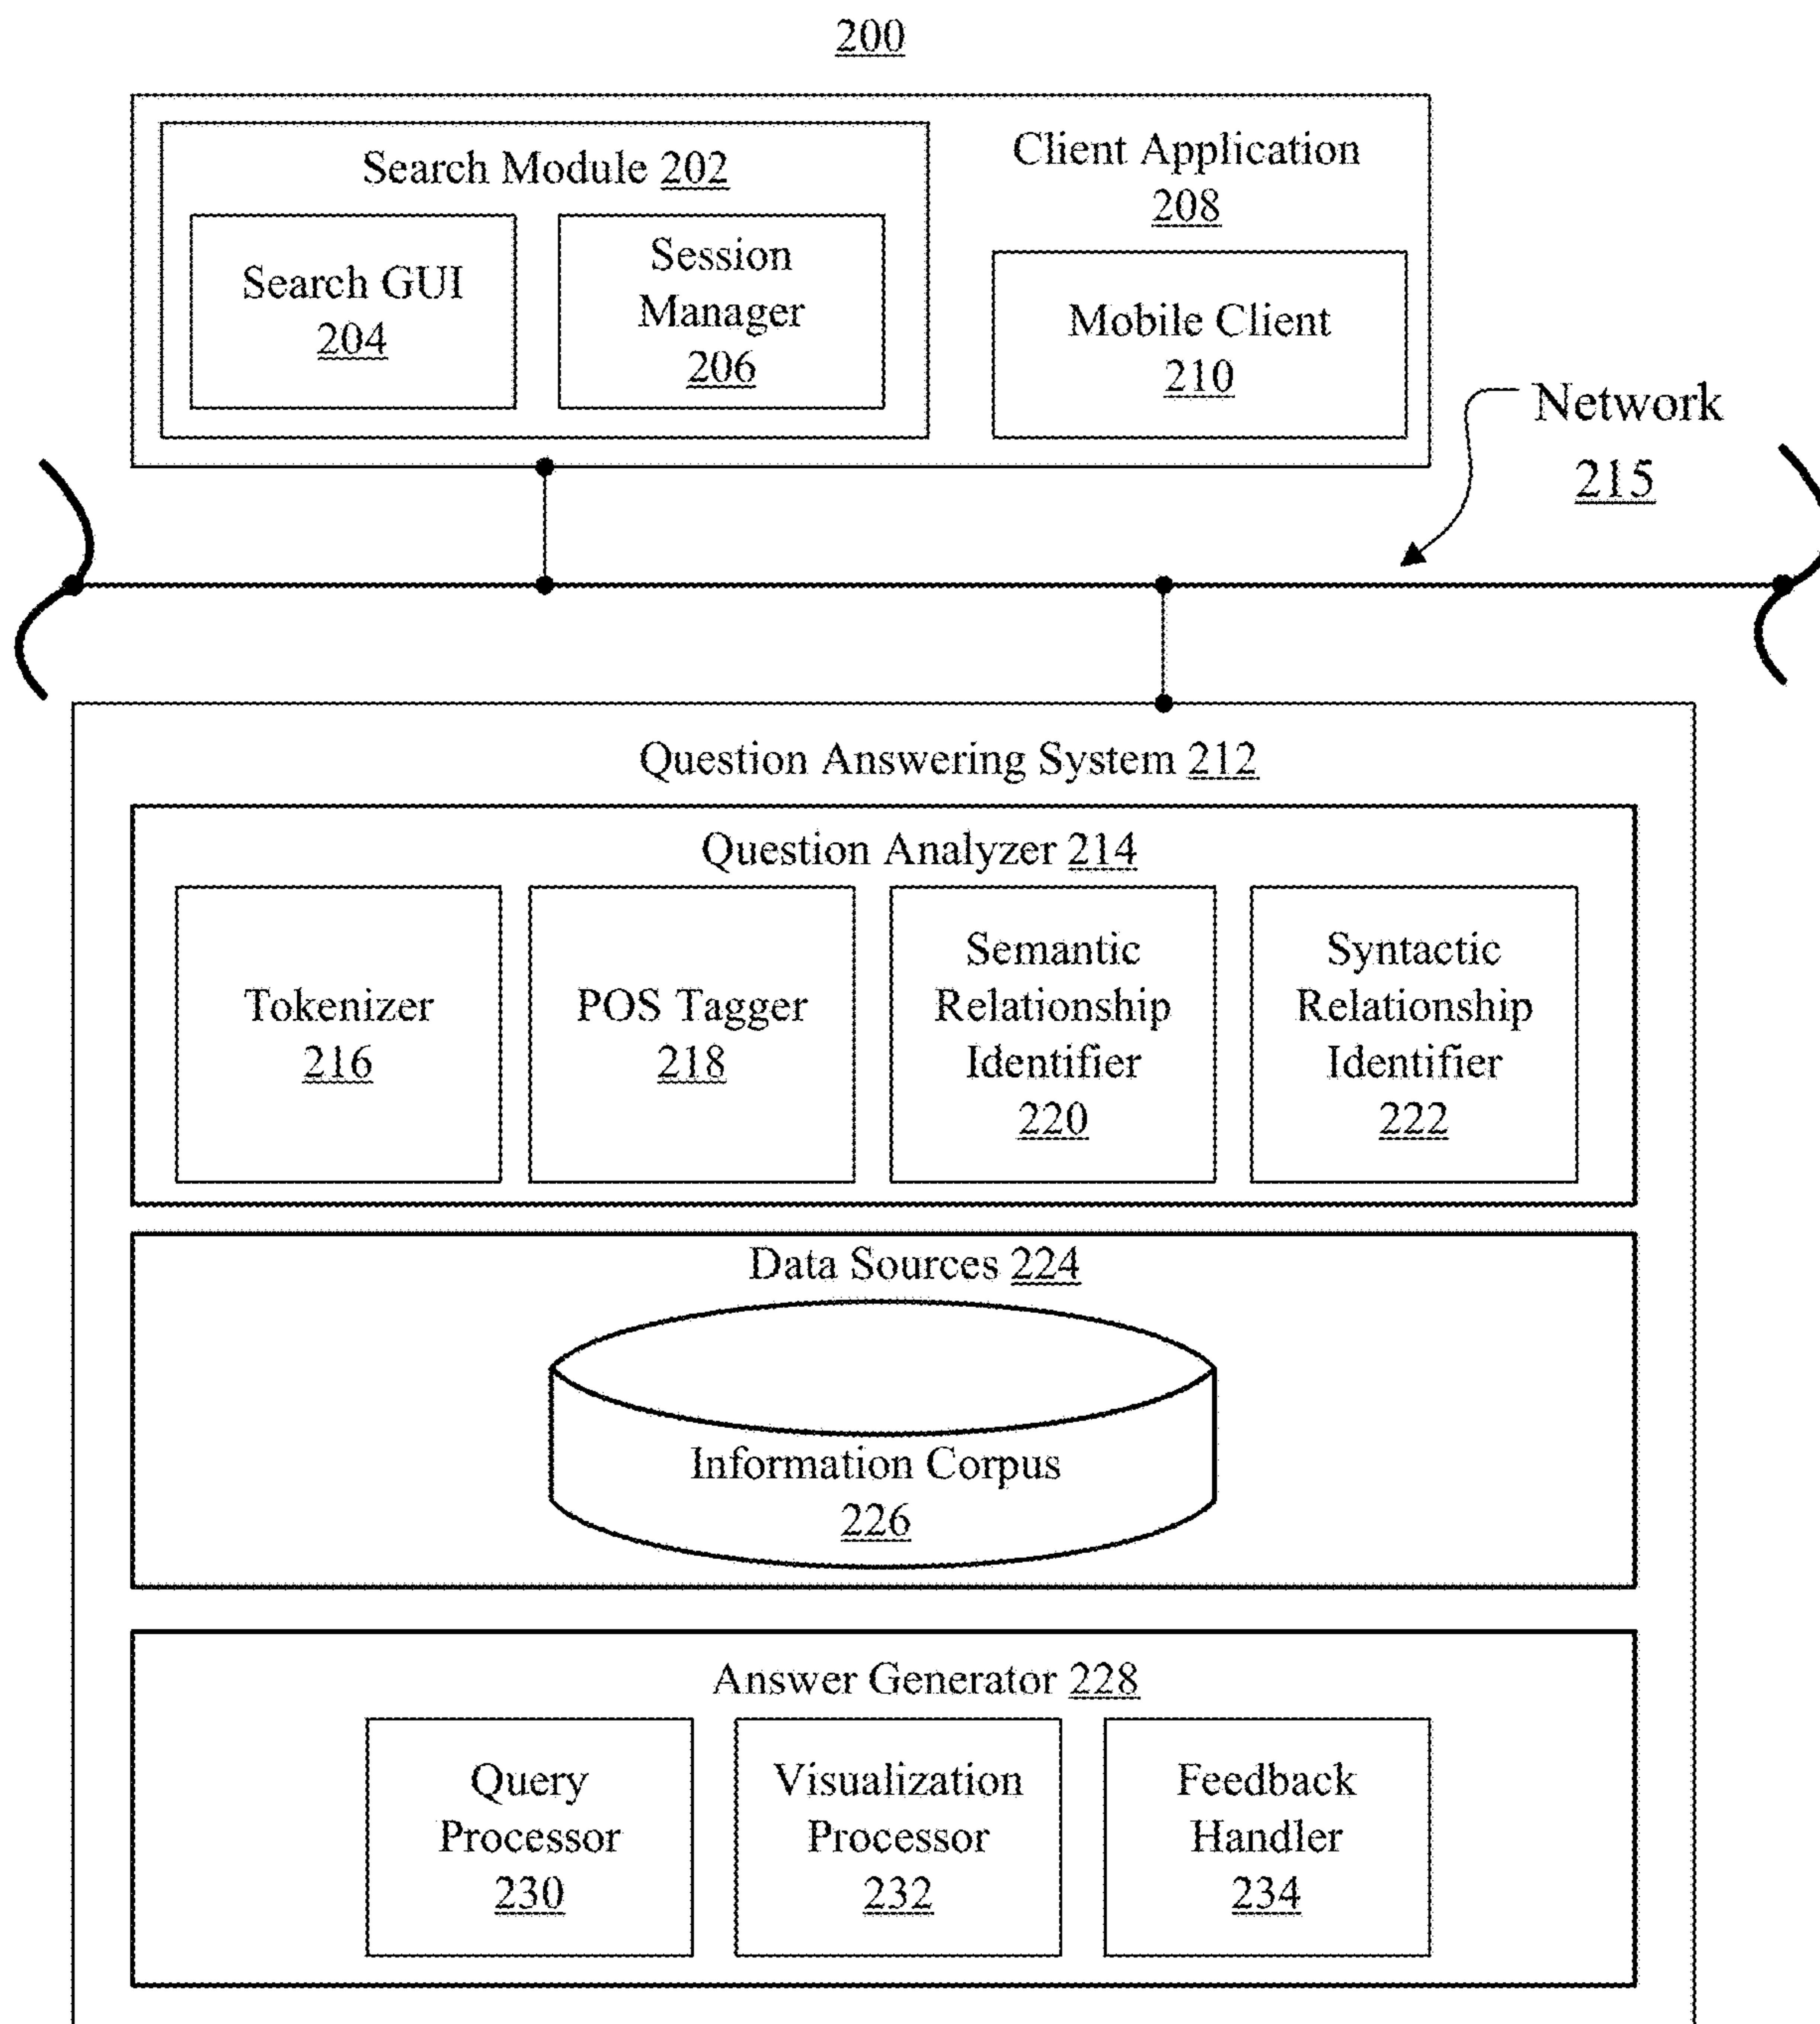 200
Search Module 202
Search GUI
204
Session
Manager
206
Client Application
208
Mobile Client
210
Network
215
Question Answering System 212
Question Analyzer 214
Tokenizer
216
POS Tagger
218
Semantic
Relationship
Identifier
220
Syntactic
Relationship
Identifier
222
Data Sources 224
Information Corpus
226
Answer Generator 228
Query
Processor
230
Visualization
Processor
232
Feedback
Handler
234